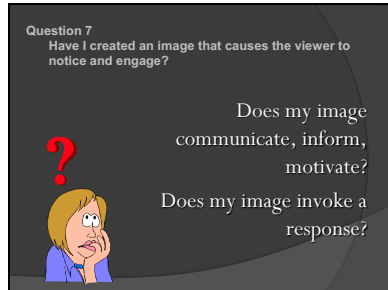 Question 7
Have I created an image that causes the viewer to
notice and engage?
Does my image
communicate, inform,
motivate?
Does my image invoke a
response?
?